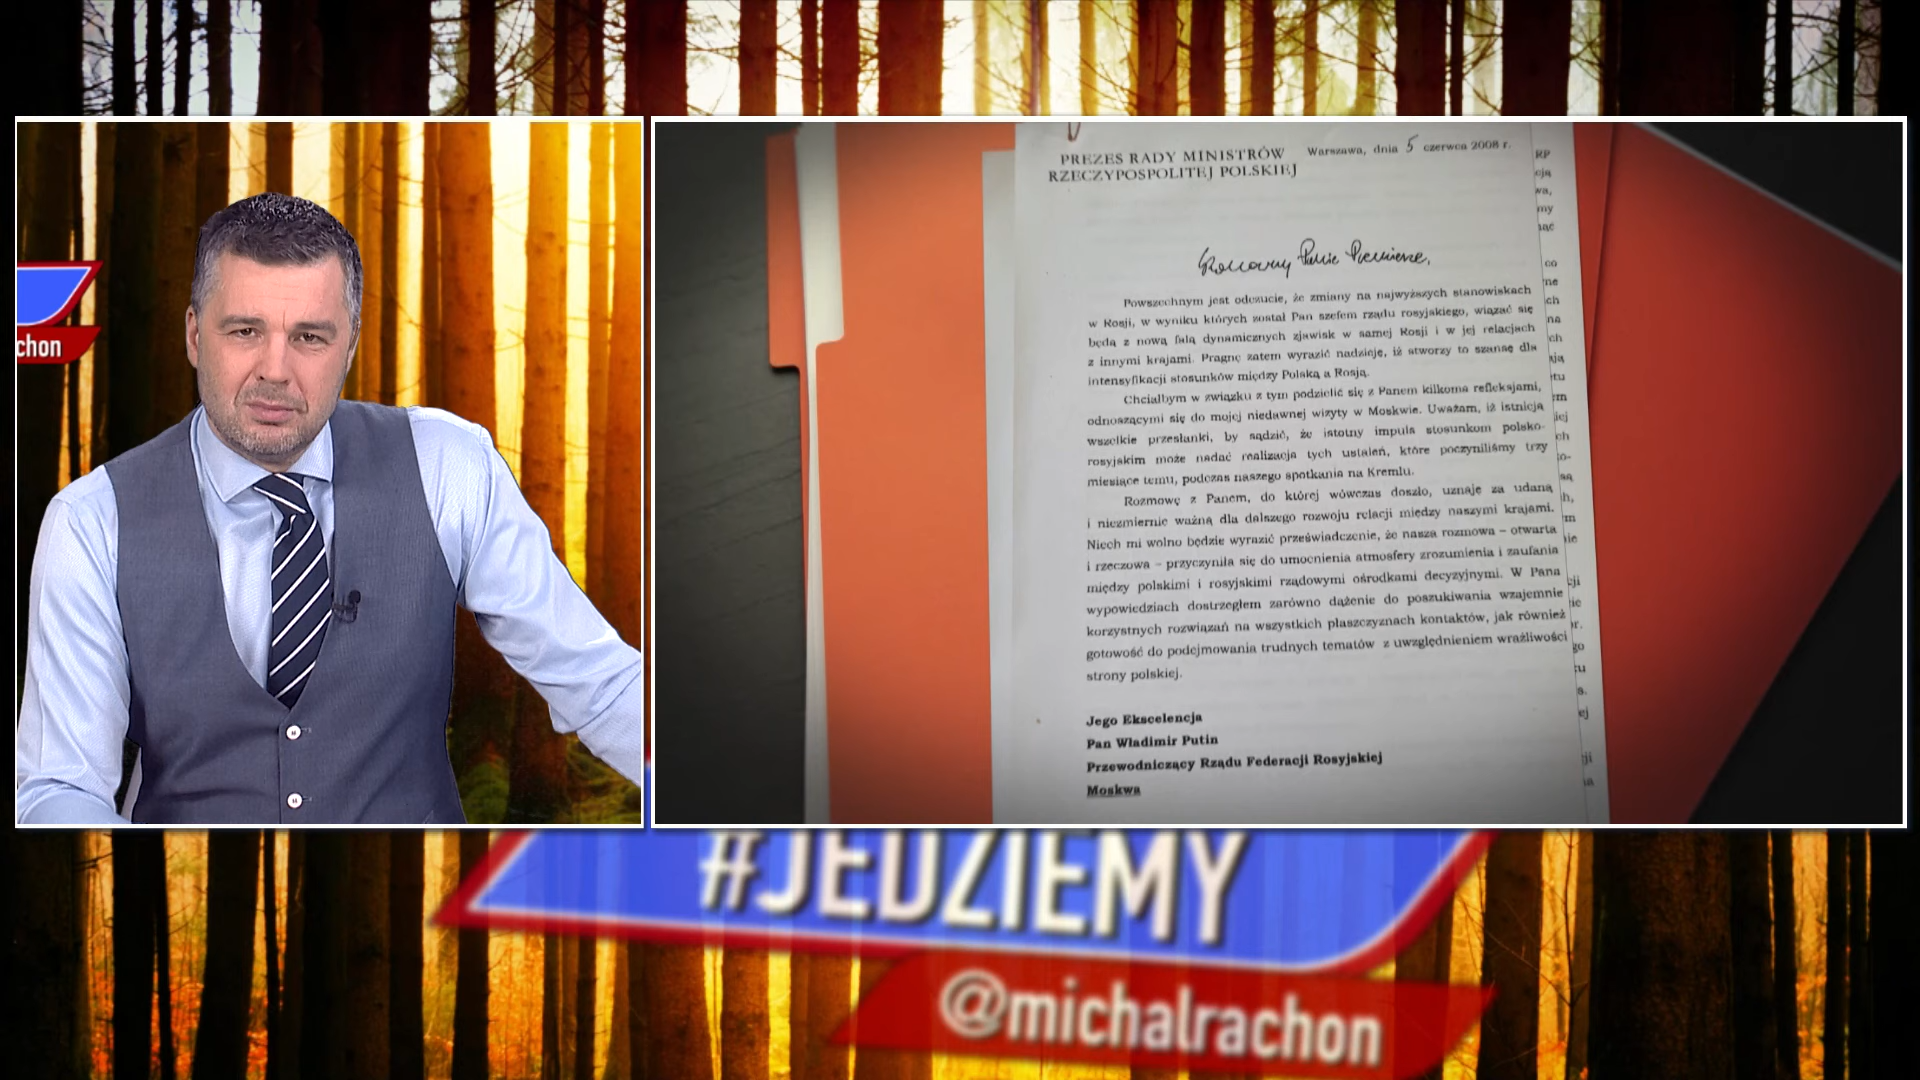 chon
PREZES RADY MINISTRÓW
RZECZYPOSPOLITEJ POLSKIEJ
Warszawa, dnia 5 czerwca 2008 r.
Szanowny Panie Premierze,
Powszechnym jest odczucie, że zmiany na najwyższych stanowiskach
w Rosji, w wyniku których został Pan szefem rządu rosyjskiego, wiązać się
będą z nową falą dynamicznych zjawisk w samej Rosji i w jej relacjach
z innymi krajami. Pragnę zatem wyrazić nadzieję, iż stworzy to szansę dla
intensyfikacji stosunków między Polską a Rosją.
Chciałbym w związku z tym podzielić się z Panem kilkoma refleksjami,
odnoszącymi się do mojej niedawnej wizyty w Moskwie. Uważam, iż istnieją
wszelkie przesłanki, by sądzić, że istotny impuls stosunkom polsko-
rosyjskim może nadać realizacja tych ustaleń, które poczyniliśmy trzy
miesiące temu, podczas naszego spotkania na Kremlu.
Rozmowę z Panem, do której wówczas doszło, uznaję za udaną
i niezmiernie ważną dla dalszego rozwoju relacji między naszymi krajami.
Niech mi wolno będzie wyrazić przeświadczenie, że nasza rozmowa – otwarta
i rzeczowa – przyczyniła się do umocnienia atmosfery zrozumienia i zaufania
między polskimi i rosyjskimi rządowymi ośrodkami decyzyjnymi. W Pana
wypowiedziach dostrzegłem zarówno dążenie do poszukiwania wzajemnie
korzystnych rozwiązań na wszystkich płaszczyznach kontaktów, jak również
gotowość do podejmowania trudnych tematów z uwzględnieniem wrażliwości
strony polskiej.
Jego Ekscelencja
Pan Władimir Putin
Przewodniczący Rządu Federacji Rosyjskiej
Moskwa
#JEDZIEMY
@michalrachon